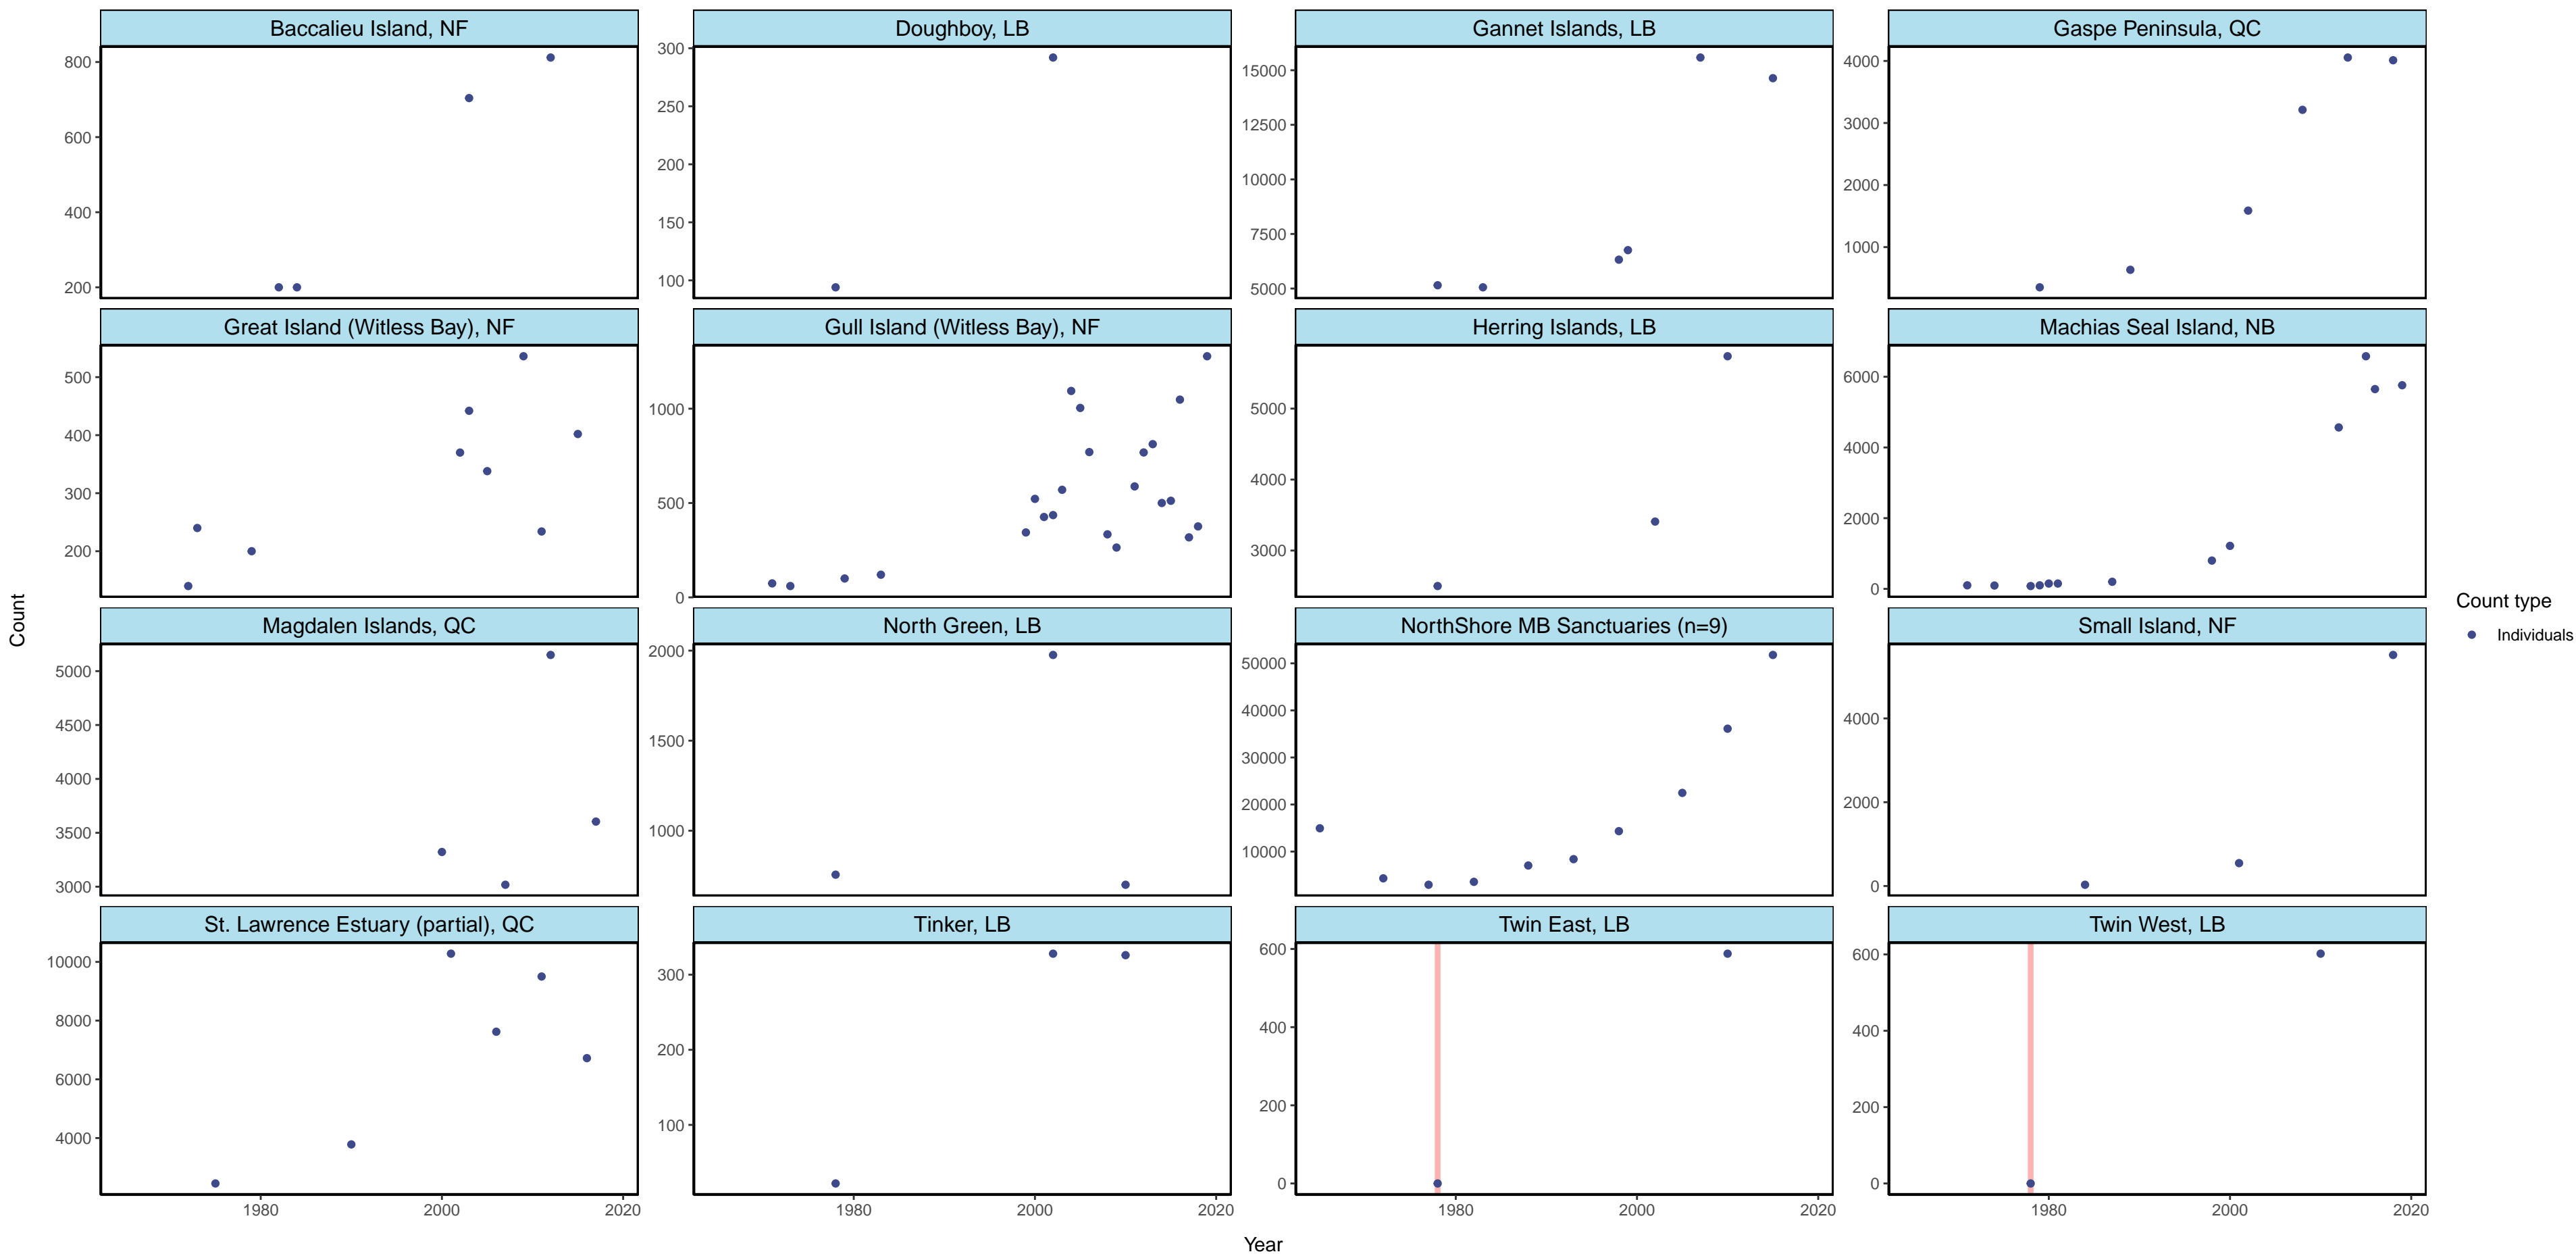 Baccalieu Island, NF
Doughboy, LB
Gannet Islands, LB
Gaspe Peninsula, QC
800
600
400
200
300
250
200
150
100
15000
12500
10000
7500
5000
4000
3000
2000
1000
Great Island (Witless Bay), NF
Gull Island (Witless Bay), NF
Herring Islands, LB
Machias Seal Island, NB
500
400
300
200
1000
500
0
5000
4000
3000
6000
4000
2000
0
Magdalen Islands, QC
North Green, LB
NorthShore MB Sanctuaries (n=9)
Small Island, NF
5000
4500
4000
3500
3000
2000
1500
1000
50000
40000
30000
20000
10000
4000
2000
0
St. Lawrence Estuary (partial), QC
Tinker, LB
Twin East, LB
Twin West, LB
10000
8000
6000
4000
300
200
100
600
400
200
0
600
400
200
0
1980 2000 2020
1980 2000 2020
1980 2000 2020
1980 2000 2020
Year
Count
Count type
Individuals